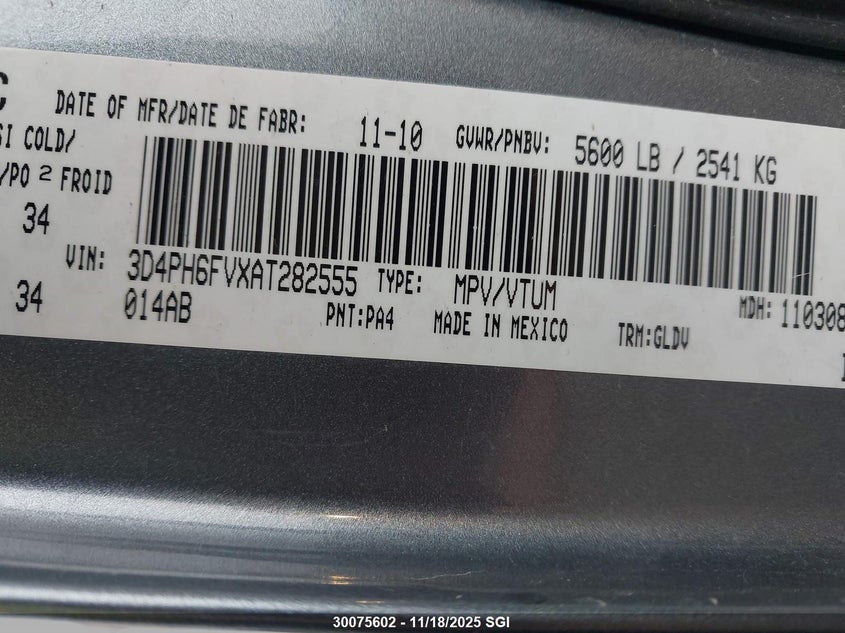 C
DATE OF MFR/DATE DE FABR: 11-10 GVWR/PNBV: 5600 LB / 2541 KG
SI COLD/
/PO 2 FROID
34
VIN: 3D4PH6FVXAT282555 TYPE: MPV/VTUM MDH: 110308
34 014AB PNT:PA4 MADE IN MEXICO TRM:GLDV
30075602 - 11/18/2025 SGI